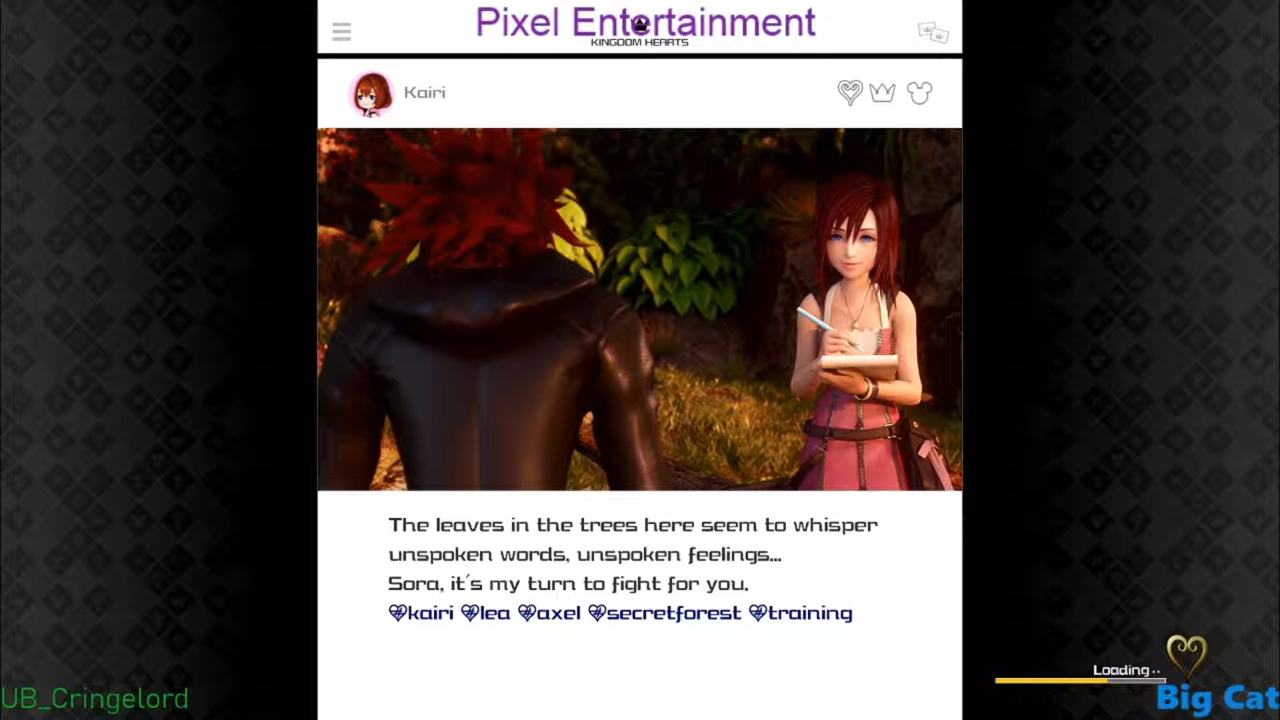 Pixel Entertainment
KINGDOM HEARTS
Kairi
The leaves in the trees here seem to whisper
unspoken words, unspoken feelings...
Sora, it's my turn to fight for you.
#kairi #lea #axel #secretforest #training
Loading..
UB_Cringelord
Big Cat